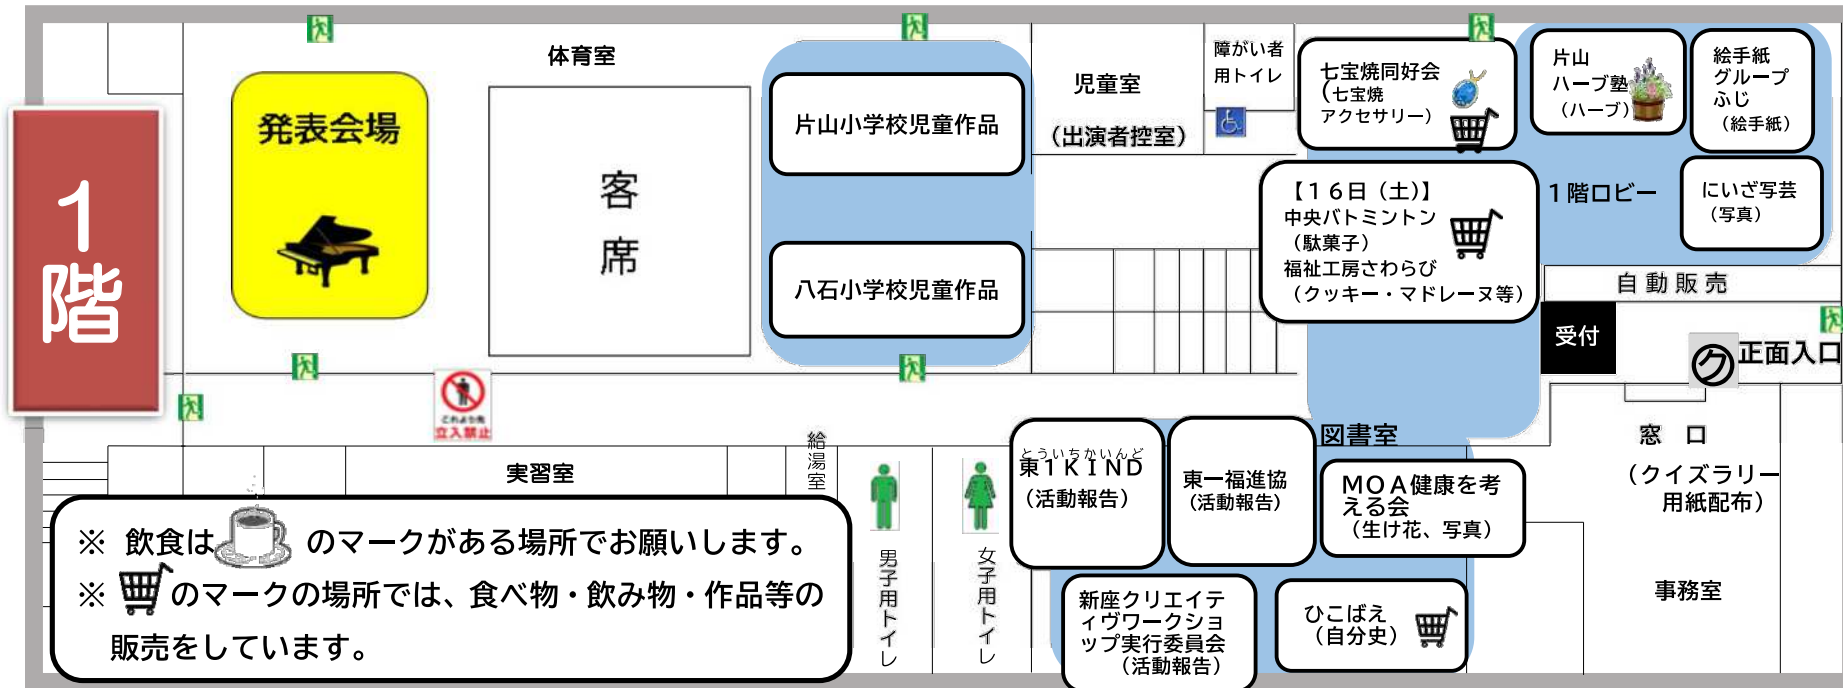 1階
発表会場
体育室
客席
片山小学校児童作品
八石小学校児童作品
児童室
（出演者控室）
障がい者
用トイレ
七宝焼同好会
（七宝焼
アクセサリー）
片山
ハーブ塾
（ハーブ）
絵手紙
グループ
ふじ
（絵手紙）
【１６日（土）】
中央バトミントン
（駄菓子）
福祉工房さわらび
（クッキー・マドレーヌ等）
１階ロビー
にいざ写芸
（写真）
自動販売
受付
ク
正面入口
これより先
立入禁止
実習室
給湯室
男子用トイレ
女子用トイレ
とういちかいんど
東１ＫＩＮＤ
（活動報告）
東一福進協
（活動報告）
図書室
ＭＯＡ健康を考
える会
（生け花、写真）
新座クリエイテ
ィヴワークショ
ップ実行委員会
（活動報告）
ひこばえ
（自分史）
窓口
（クイズラリー
用紙配布）
事務室
※ 飲食は のマークがある場所でお願いします。
※ のマークの場所では、食べ物・飲み物・作品等の
販売をしています。